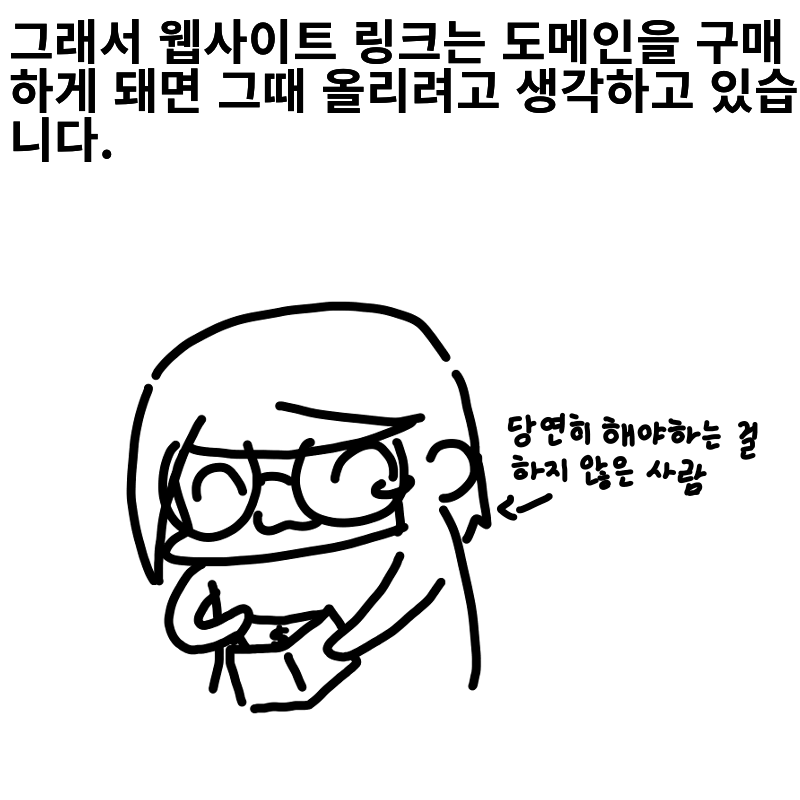 그래서 웹사이트 링크는 도메인을 구매
하게 돼면 그때 올리려고 생각하고 있습
니다.
당연히 해야하는 걸
하지 않은 사람
$